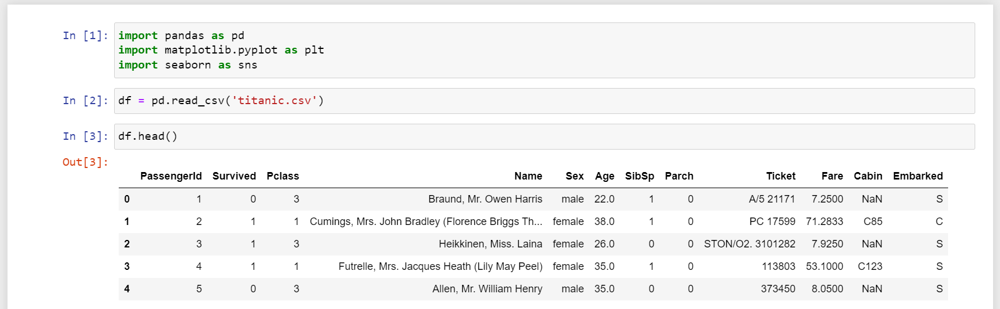 In [1]: import pandas as pd
import matplotlib.pyplot as plt
import seaborn as sns
In [2]: df = pd.read_csv('titanic.csv')
In [3]: df.head()
Out[3]:
PassengerId Survived Pclass Name Sex Age SibSp Parch Ticket Fare Cabin Embarked
0 1 0 3 Braund, Mr. Owen Harris male 22.0 1 0 A/5 21171 7.2500 NaN S
1 2 1 1 Cumings, Mrs. John Bradley (Florence Briggs Th... female 38.0 1 0 PC 17599 71.2833 C85 C
2 3 1 3 Heikkinen, Miss. Laina female 26.0 0 0 STON/O2. 3101282 7.9250 NaN S
3 4 1 1 Futrelle, Mrs. Jacques Heath (Lily May Peel) female 35.0 1 0 113803 53.1000 C123 S
4 5 0 3 Allen, Mr. William Henry male 35.0 0 0 373450 8.0500 NaN S